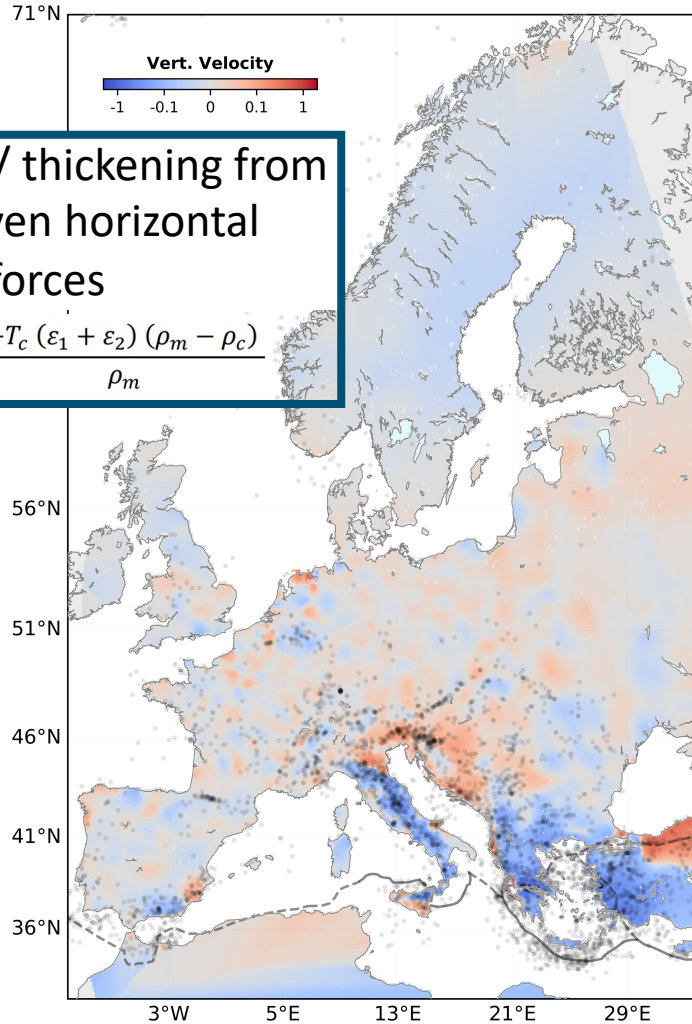 71°N
Vert. Velocity
-1 -0.1 0 0.1 1
/ thickening from
ven horizontal
forces
-T_c (ε_1 + ε_2) (ρ_m − ρ_c)
ρ_m
56°N
51°N
46°N
41°N
36°N
3°W 5°E 13°E 21°E 29°E